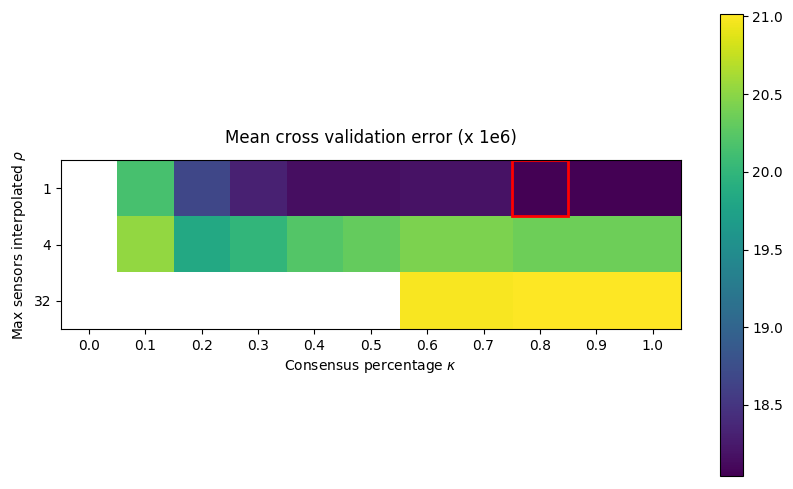 Mean cross validation error (x 1e6)
Max sensors interpolated ρ
1
4
32
0.0 0.1 0.2 0.3 0.4 0.5 0.6 0.7 0.8 0.9 1.0
Consensus percentage κ
21.0
20.5
20.0
19.5
19.0
18.5